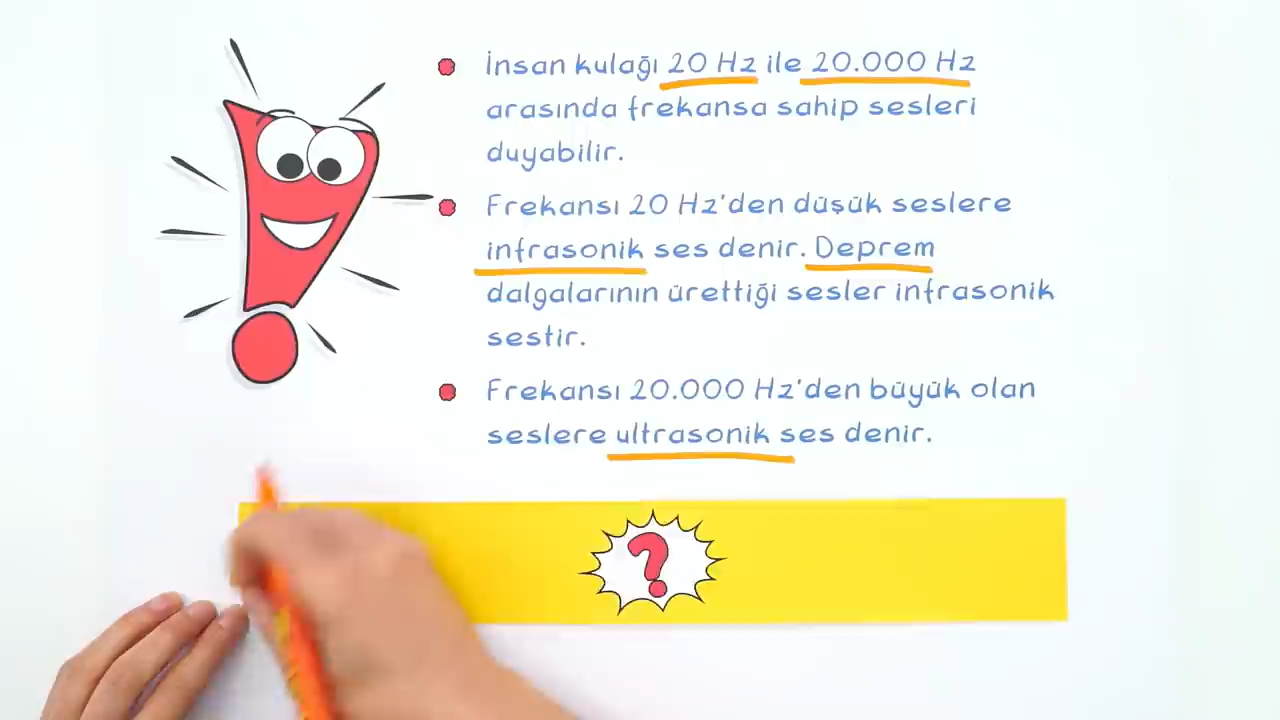 İnsan kulağı 20 Hz ile 20.000 Hz
arasında frekansa sahip sesleri
duyabilir.
Frekansı 20 Hz'den düşük seslere
infrasonik ses denir. Deprem
dalgalarının ürettiği sesler infrasonik
sestir.
Frekansı 20.000 Hz'den büyük olan
seslere ultrasonik ses denir.
?